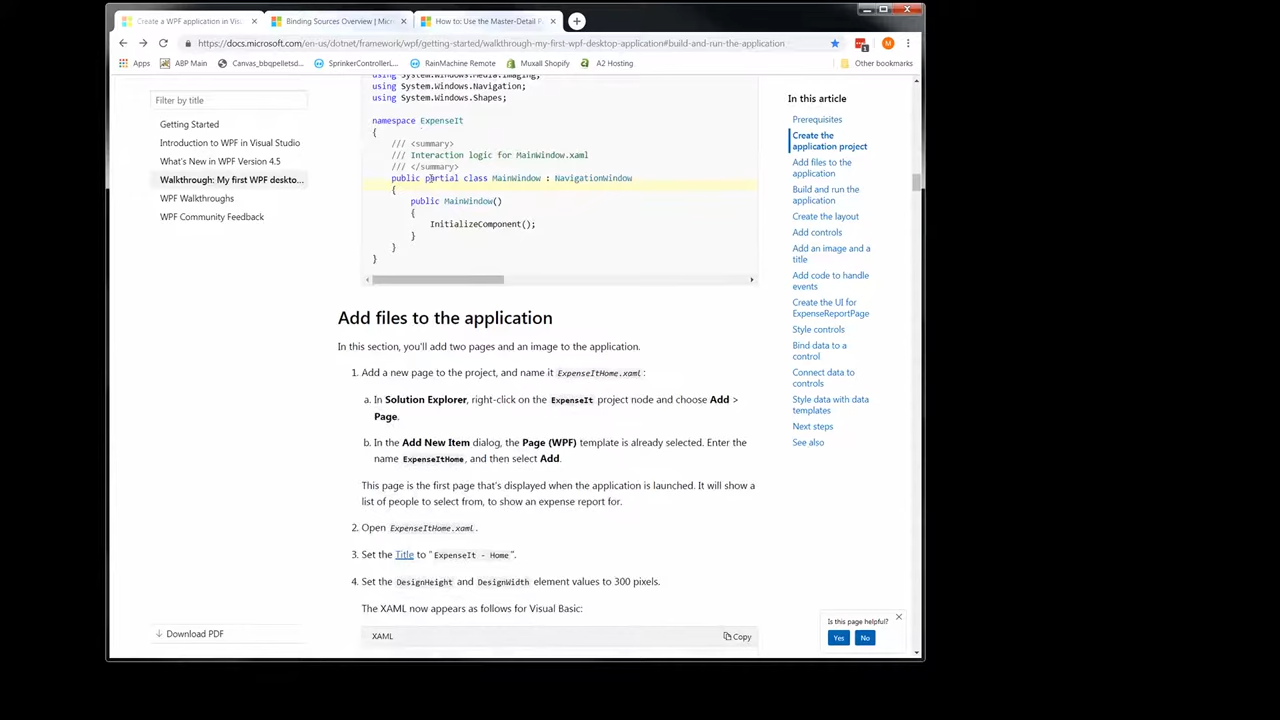 Create a WPF application in Visu
Binding Sources Overview | Micr
How to: Use the Master-Detail P
https://docs.microsoft.com/en-us/dotnet/framework/wpf/getting-started/walkthrough-my-first-wpf-desktop-application#build-and-run-the-application
M
Apps
ABP Main
Canvas_bbqpelletsd...
SprinkerControllerL...
RainMachine Remote
Muxall Shopify
A2 Hosting
Other bookmarks
Filter by title
Getting Started
Introduction to WPF in Visual Studio
What's New in WPF Version 4.5
Walkthrough: My first WPF deskto...
WPF Walkthroughs
WPF Community Feedback
Download PDF
using System.Windows.Media.Imaging;
using System.Windows.Navigation;
using System.Windows.Shapes;
namespace ExpenseIt
{
/// <summary>
/// Interaction logic for MainWindow.xaml
/// </summary>
public partial class MainWindow : NavigationWindow
{
public MainWindow()
{
InitializeComponent();
}
}
}
Add files to the application
In this section, you'll add two pages and an image to the application.
1. Add a new page to the project, and name it ExpenseItHome.xaml:
a. In Solution Explorer, right-click on the ExpenseIt project node and choose Add >
Page.
b. In the Add New Item dialog, the Page (WPF) template is already selected. Enter the
name ExpenseItHome, and then select Add.
This page is the first page that's displayed when the application is launched. It will show a
list of people to select from, to show an expense report for.
2. Open ExpenseItHome.xaml.
3. Set the Title to "ExpenseIt - Home".
4. Set the DesignHeight and DesignWidth element values to 300 pixels.
The XAML now appears as follows for Visual Basic:
XAML
Copy
In this article
Prerequisites
Create the
application project
Add files to the
application
Build and run the
application
Create the layout
Add controls
Add an image and a
title
Add code to handle
events
Create the UI for
ExpenseReportPage
Style controls
Bind data to a
control
Connect data to
controls
Style data with data
templates
Next steps
See also
Is this page helpful?
Yes
No